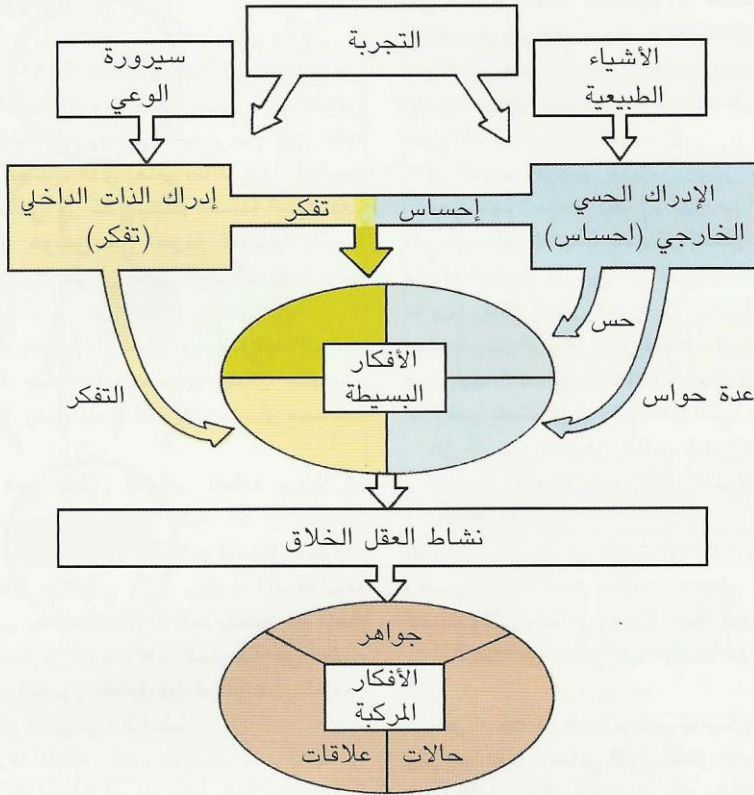 التجربة
الأشياء
الطبيعية
سيرورة
الوعي
الإدراك الحسي
الخارجي (احساس)
إحساس
تفكر
إدراك الذات الداخلي
(تفكر)
حس
عدة حواس
التفكر
الأفكار
البسيطة
نشاط العقل الخلاق
جواهر
الأفكار
المركبة
حالات
علاقات